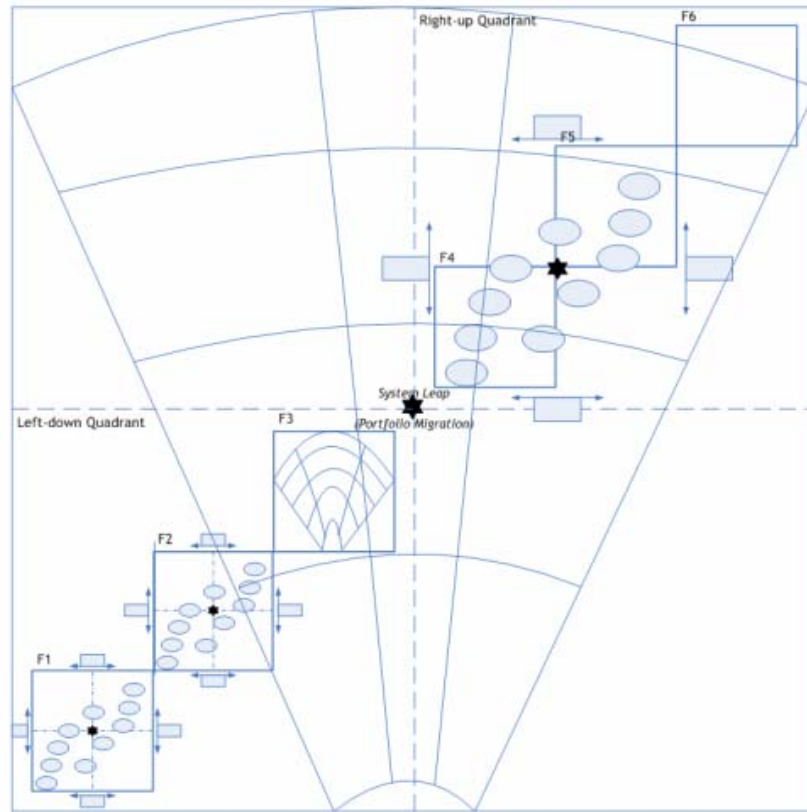 Right-up Quadrant
F6
F5
F4
System Leap
Left-down Quadrant
(Portfolio Migration)
F3
F2
F1